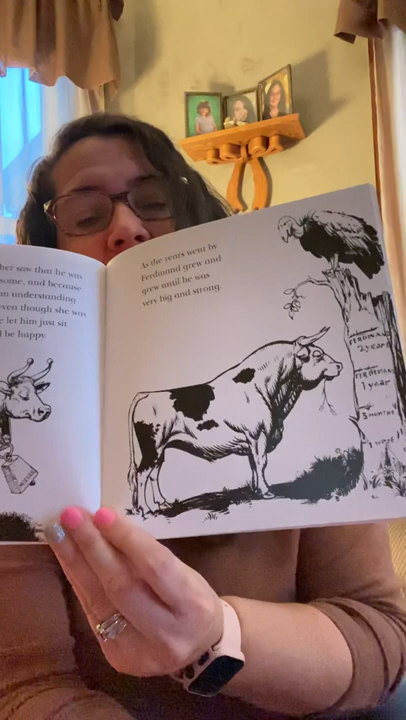 her saw that he was
some, and because
an understanding
even though she was
let him just sit
be happy.
As the years went by
Ferdinand grew and
grew until he was
very big and strong.
FERDINAND
2 years
FERDINAND
1 year
3 MONTHS